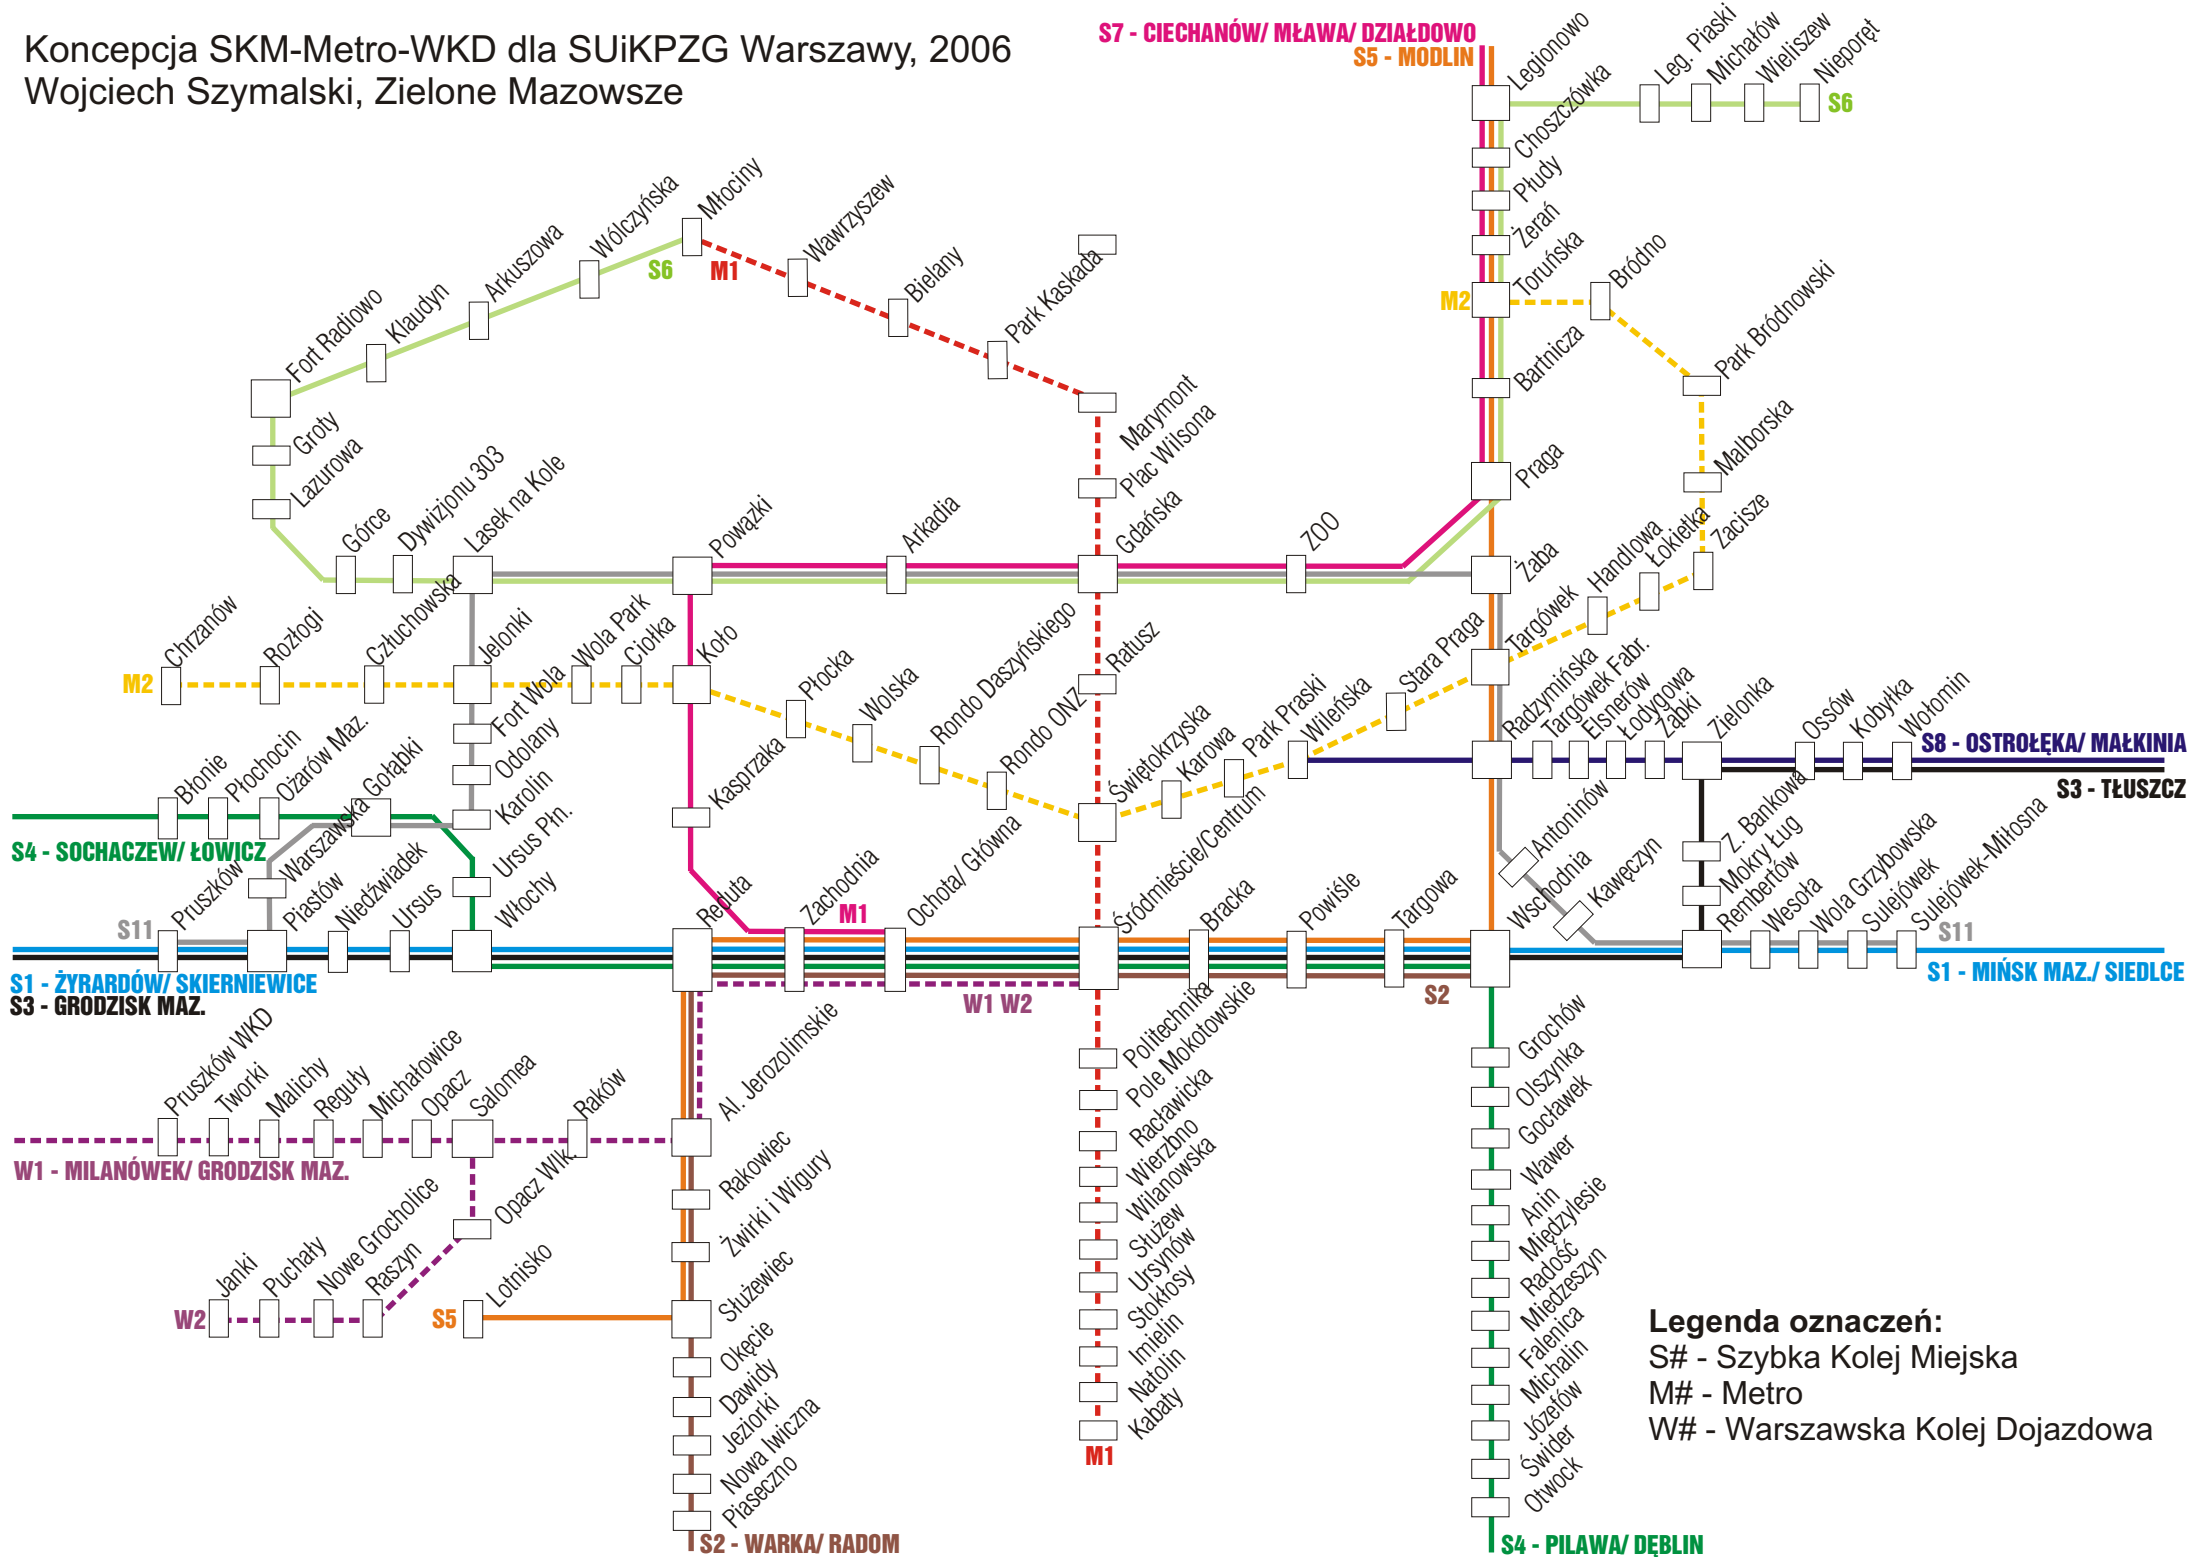 Koncepcja SKM-Metro-WKD dla SUiKPZG Warszawy, 2006
Wojciech Szymalski, Zielone Mazowsze
S7 - CIECHANÓW/ MŁAWA/ DZIAŁDOWO
S5 - MODLIN
Legionowo
Leg. Piaski
Michałów
Wieliszew
Nieporęt
S6
Choszczówka
Płudy
Żerań
Toruńska
M2
Bródno
Park Bródnowski
Bartnicza
Malborska
Praga
Zacisze
Młociny
S6
M1
Wólczyńska
Arkuszowa
Klaudyn
Fort Radiowo
Wawrzyszew
Bielany
Park Kaskada
Marymont
Plac Wilsona
Groty
Lazurowa
Górce
Dywizjonu 303
Lasek na Kole
Powązki
Arkadia
Gdańska
ZOO
Żaba
Targówek
Handlowa
Łokietka
M2
Chrzanów
Rozłogi
Człuchowska
Jelonki
Wola Park
Ciołka
Koło
Płocka
Wolska
Rondo Daszyńskiego
Rondo ONZ
Ratusz
Świętokrzyska
Karowa
Park Praski
Wileńska
Stara Praga
Fort Wola
Odolany
Karolin
Kasprzaka
Radzymińska
Targówek Fabr.
Elsnerów
Łodygowa
Ząbki
Zielonka
Ossów
Kobyłka
Wołomin
S8 - OSTROŁĘKA/ MAŁKINIA
S3 - TŁUSZCZ
Błonie
Płochocin
Ożarów Maz.
Gołąbki
S4 - SOCHACZEW/ ŁOWICZ
Warszawska
Ursus Płn.
Antoninów
Kawęczyn
Z. Bankowa
Mokry Ług
S11
Pruszków
Piastów
Niedźwiadek
Ursus
Włochy
Reduta
Zachodnia
M1
Ochota/ Główna
Śródmieście/Centrum
Bracka
Powiśle
Targowa
Wschodnia
Rembertów
Wesoła
Wola Grzybowska
Sulejówek
Sulejówek-Miłosna
S11
S1 - ŻYRARDÓW/ SKIERNIEWICE
S3 - GRODZISK MAZ.
W1 W2
S2
S1 - MIŃSK MAZ./ SIEDLCE
Pruszków WKD
Tworki
Malichy
Reguły
Michałowice
Opacz
Salomea
Raków
Al. Jerozolimskie
W1 - MILANÓWEK/ GRODZISK MAZ.
Opacz Wlk.
W2
Janki
Puchały
Nowe Grocholice
Raszyn
S5
Lotnisko
Rakowiec
Żwirki i Wigury
Służewiec
Okęcie
Dawidy
Jeziorki
Nowa Iwiczna
Piaseczno
S2 - WARKA/ RADOM
Politechnika
Pole Mokotowskie
Racławicka
Wierzbno
Wilanowska
Służew
Ursynów
Stokłosy
Imielin
Natolin
Kabaty
M1
Grochów
Olszynka
Gocławek
Wawer
Anin
Międzylesie
Radość
Miedzeszyn
Falenica
Michalin
Józefów
Świder
Otwock
S4 - PILAWA/ DĘBLIN
Legenda oznaczeń:
S# - Szybka Kolej Miejska
M# - Metro
W# - Warszawska Kolej Dojazdowa